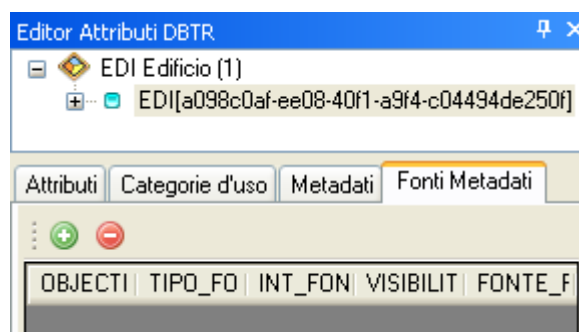 Editor Attributi DBTR
EDI Edificio (1)
EDI[a098c0af-ee08-40f1-a9f4-c04494de250f]
Attributi Categorie d'uso Metadati Fonti Metadati
OBJECTI TIPO_FO INT_FON VISIBILIT FONTE_F